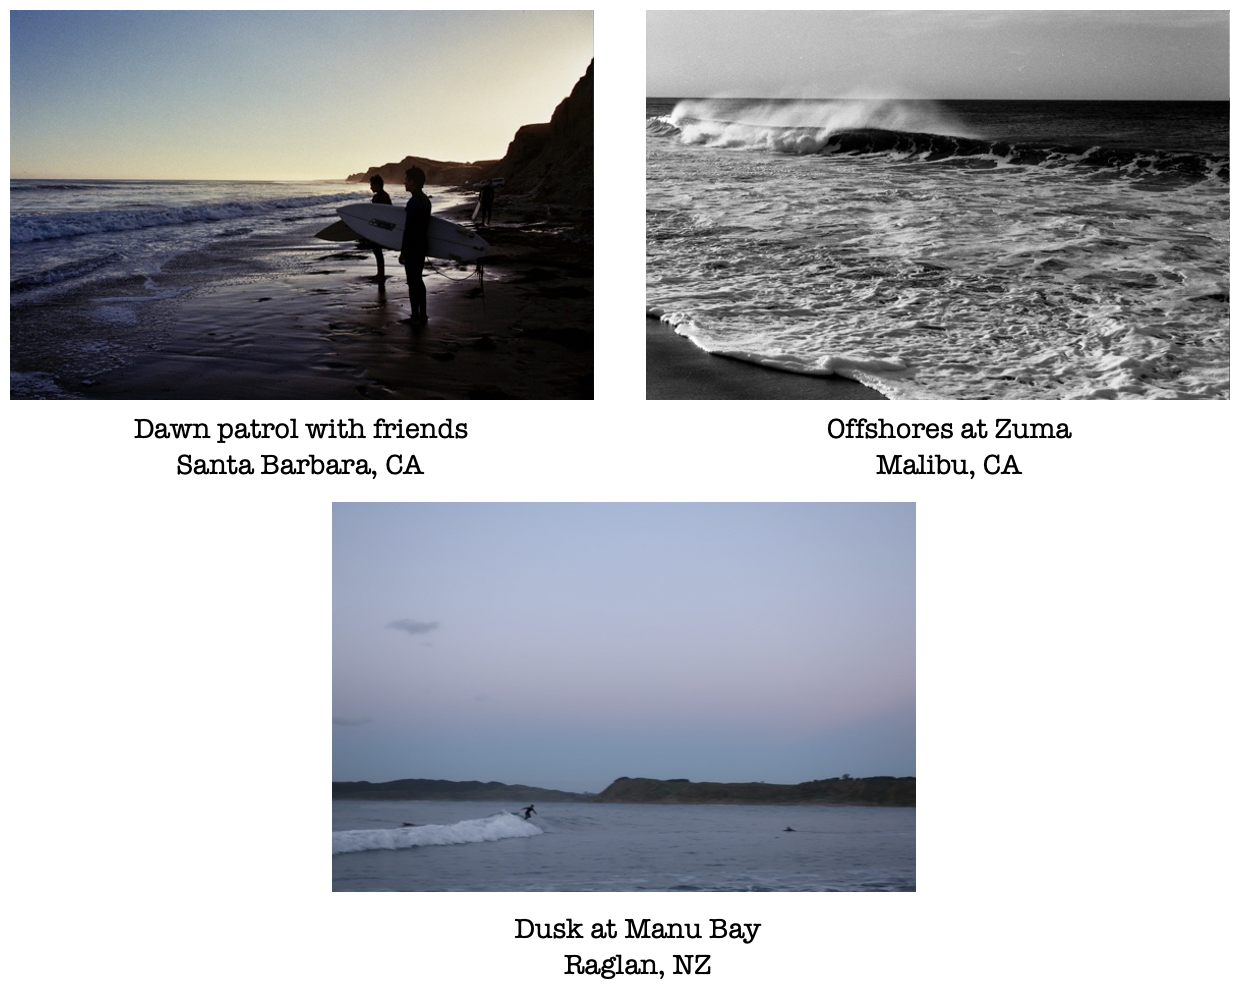 Dawn patrol with friends
Santa Barbara, CA
Offshores at Zuma
Malibu, CA
Dusk at Manu Bay
Raglan, NZ